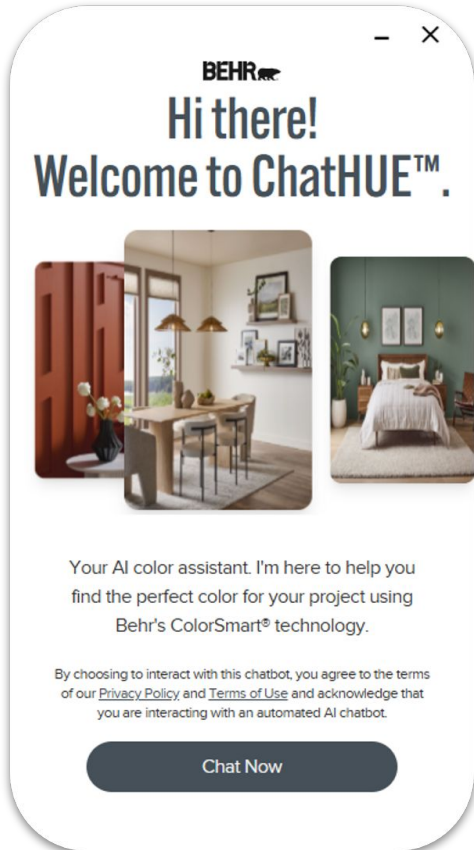 BEHR
Hi there!
Welcome to ChatHUE™.
Your AI color assistant. I'm here to help you
find the perfect color for your project using
Behr's ColorSmart® technology.
By choosing to interact with this chatbot, you agree to the terms
of our Privacy Policy and Terms of Use and acknowledge that
you are interacting with an automated AI chatbot.
Chat Now